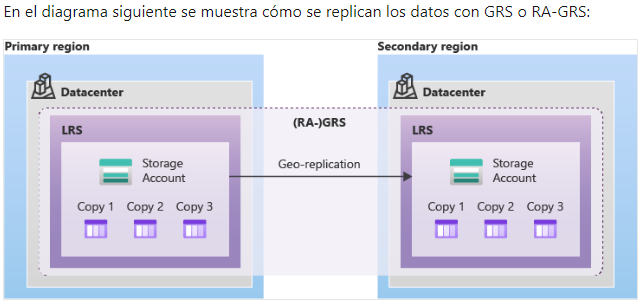 En el diagrama siguiente se muestra cómo se replican los datos con GRS o RA-GRS:
Primary region
Secondary region
Datacenter
Datacenter
LRS
(RA-)GRS
LRS
Storage
Account
Geo-replication
Storage
Account
Copy 1 Copy 2 Copy 3
Copy 1 Copy 2 Copy 3